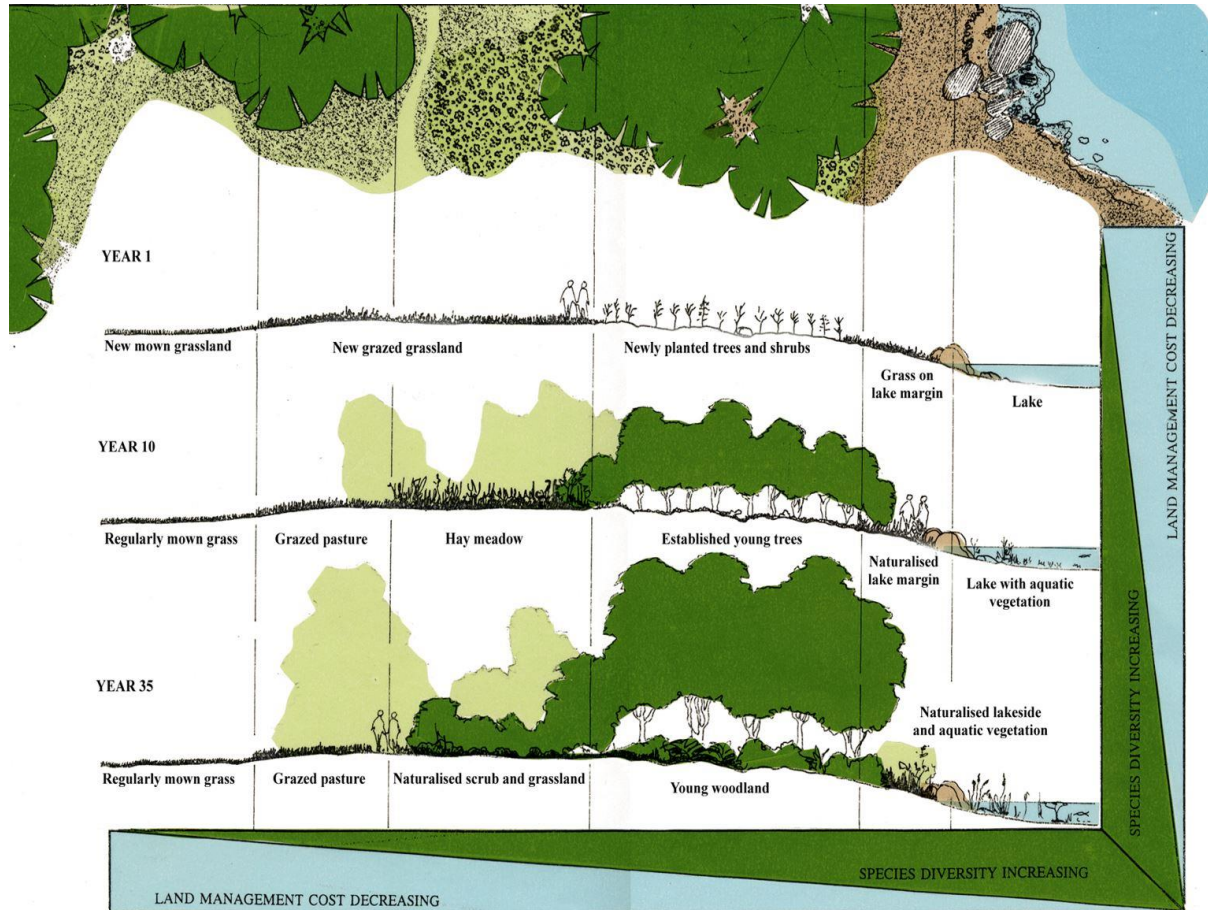 YEAR 1
New mown grassland
New grazed grassland
Newly planted trees and shrubs
Grass on
lake margin
Lake
YEAR 10
Regularly mown grass
Grazed pasture
Hay meadow
Established young trees
Naturalised
lake margin
Lake with aquatic
vegetation
YEAR 35
Regularly mown grass
Grazed pasture
Naturalised scrub and grassland
Young woodland
Naturalised lakeside
and aquatic vegetation
LAND MANAGEMENT COST DECREASING
SPECIES DIVERSITY INCREASING
SPECIES DIVERSITY INCREASING
LAND MANAGEMENT COST DECREASING